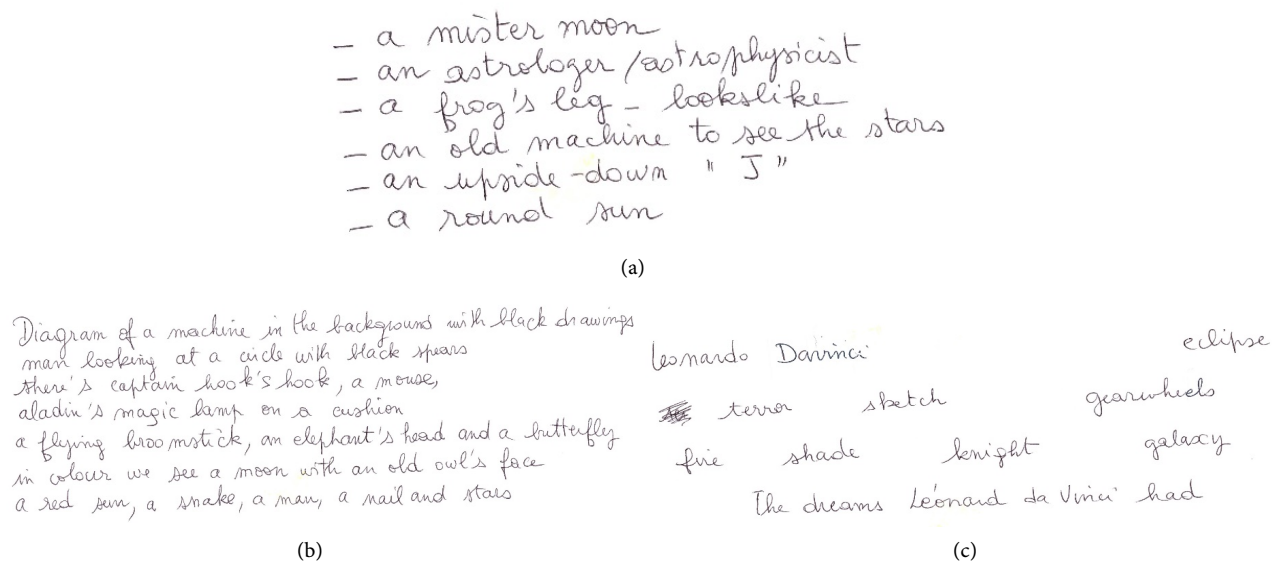 – a mister moon
– an astrologer/astrophysicist
– a frog's leg – lookslike
– an old machine to see the stars
– an upside-down "J"
– a round sun
(a)
Diagram of a machine in the background with black drawings
man looking at a circle with black spears
there's captain hook's hook, a mouse,
aladin's magic lamp on a cushion
a flying broomstick, an elephant's head and a butterfly
in colour we see a moon with an old owl's face
a red sun, a snake, a man, a nail and stars
(b)
eclipse
Leonardo Davinci
terror sketch gearwheels
fire shade knight galaxy
The dreams Léonard da Vinci had
(c)